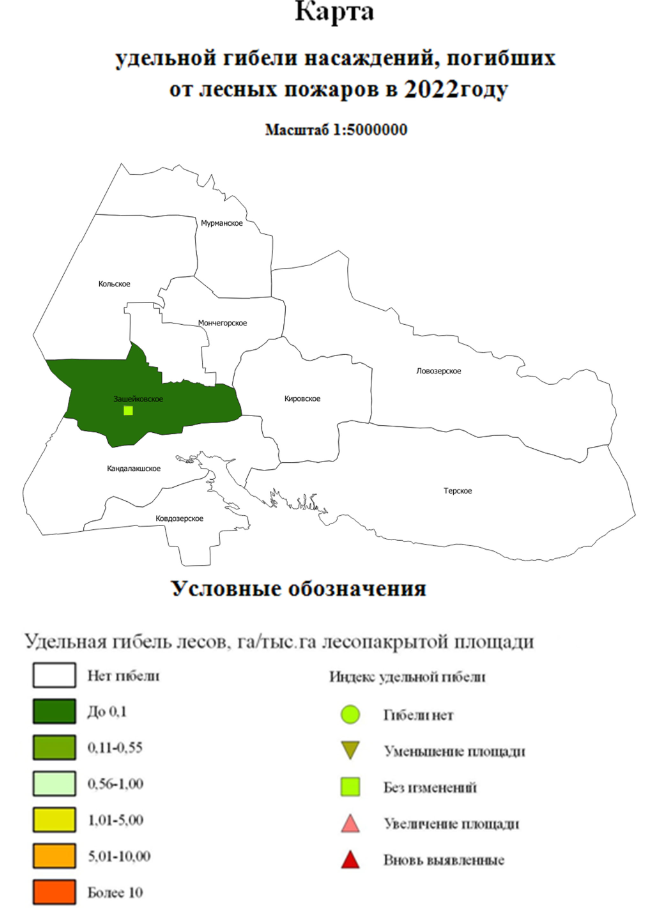 Карта
удельной гибели насаждений, погибших
от лесных пожаров в 2022году
Масштаб 1:5000000
Мурманское
Кольское
Мончегорское
Ловозерское
Зашейковское
Кировское
Кандалакшское
Терское
Ковдозерское
Условные обозначения
Удельная гибель лесов, га/тыс.га лесопакрытой площади
Нет гибели
До 0,1
0,11-0,55
0,56-1,00
1,01-5,00
5,01-10,00
Более 10
Индекс удельной гибели
Гибели нет
Уменьшение площади
Без изменений
Увеличение площади
Вновь выявленные